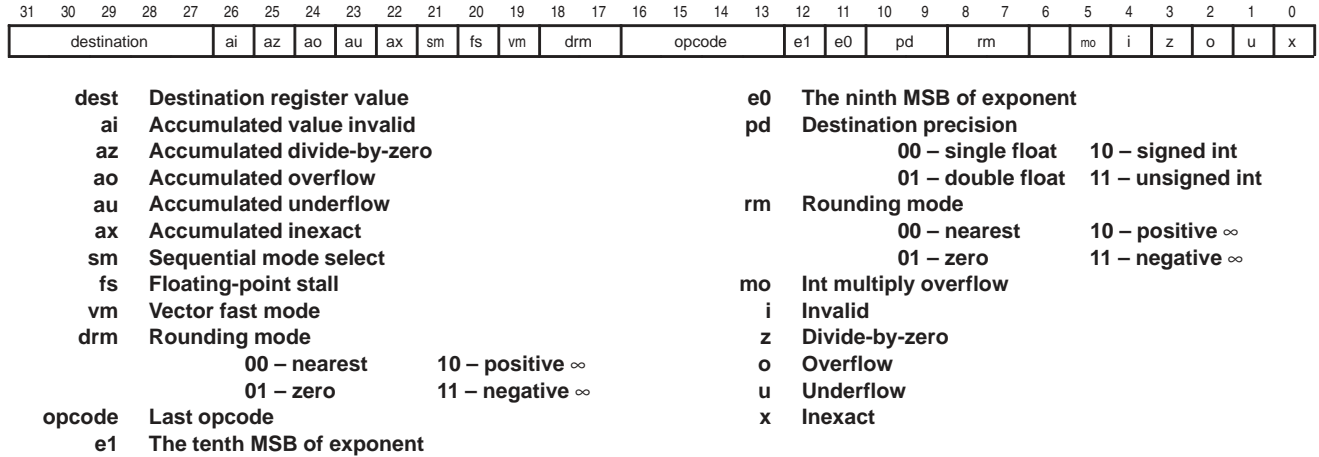 31 30 29 28 27 26 25 24 23 22 21 20 19 18 17 16 15 14 13 12 11 10 9 8 7 6 5 4 3 2 1 0
destination ai az ao au ax sm fs vm drm opcode e1 e0 pd rm mo i z o u x
dest Destination register value
ai Accumulated value invalid
az Accumulated divide-by-zero
ao Accumulated overflow
au Accumulated underflow
ax Accumulated inexact
sm Sequential mode select
fs Floating-point stall
vm Vector fast mode
drm Rounding mode
00 – nearest 10 – positive ∞
01 – zero 11 – negative ∞
opcode Last opcode
e1 The tenth MSB of exponent
e0 The ninth MSB of exponent
pd Destination precision
00 – single float 10 – signed int
01 – double float 11 – unsigned int
rm Rounding mode
00 – nearest 10 – positive ∞
01 – zero 11 – negative ∞
mo Int multiply overflow
i Invalid
z Divide-by-zero
o Overflow
u Underflow
x Inexact